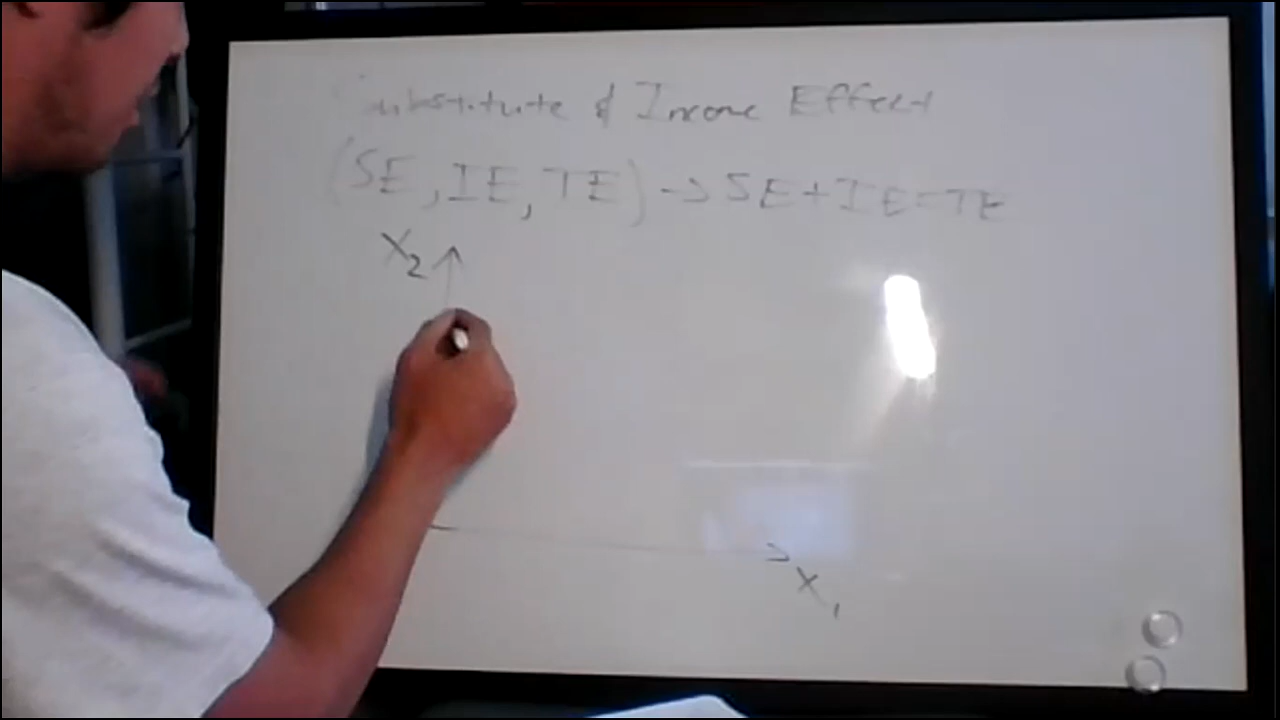 Substitute & Income Effect
(SE, IE, TE) → SE+IE=TE
X₂
X₁